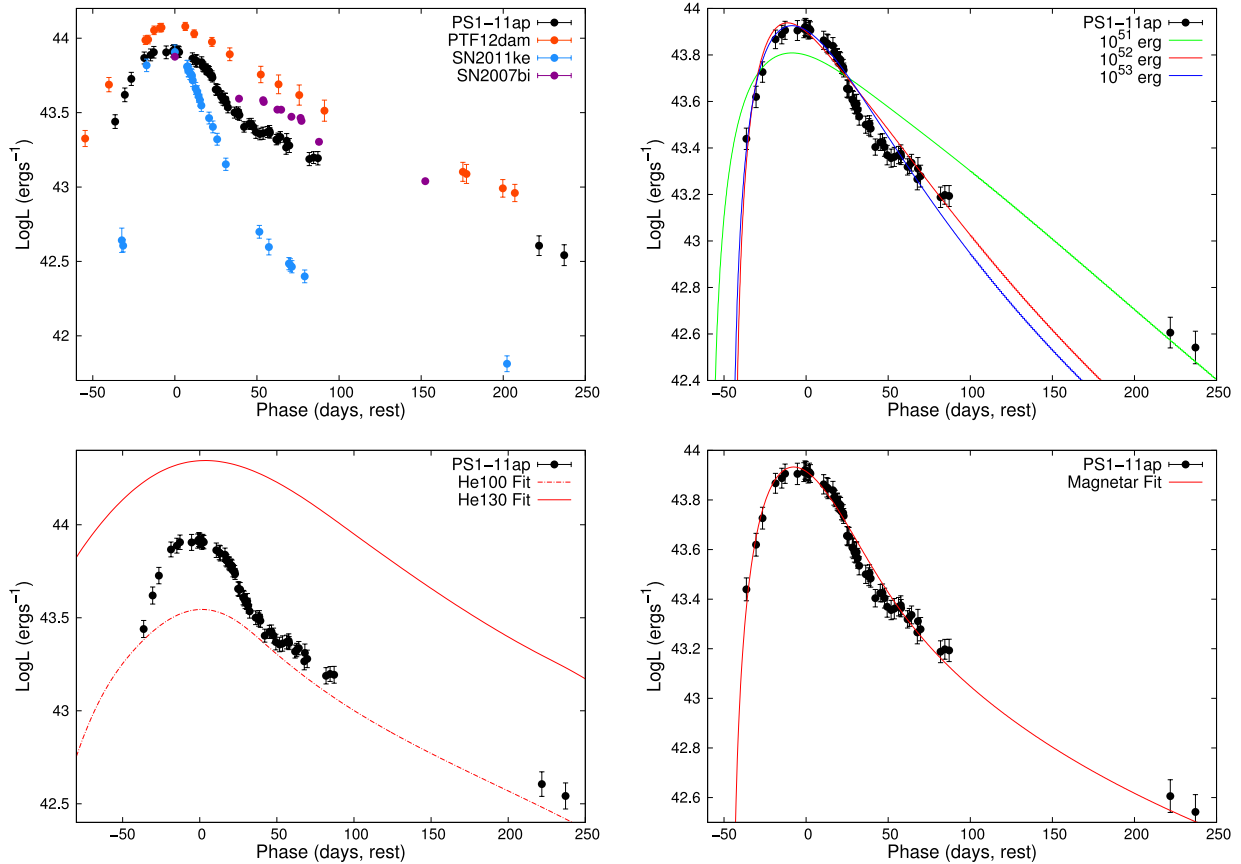 PS1-11ap
PTF12dam
SN2011ke
SN2007bi
44
43.5
43
42.5
42
LogL (ergs⁻¹)
−50 0 50 100 150 200 250
Phase (days, rest)
PS1-11ap
10⁵¹ erg
10⁵² erg
10⁵³ erg
44
43.8
43.6
43.4
43.2
43
42.8
42.6
42.4
LogL (ergs⁻¹)
−50 0 50 100 150 200 250
Phase (days, rest)
PS1-11ap
He100 Fit
He130 Fit
44
43.5
43
42.5
LogL (ergs⁻¹)
−50 0 50 100 150 200 250
Phase (days, rest)
PS1-11ap
Magnetar Fit
44
43.8
43.6
43.4
43.2
43
42.8
42.6
LogL (ergs⁻¹)
−50 0 50 100 150 200 250
Phase (days, rest)